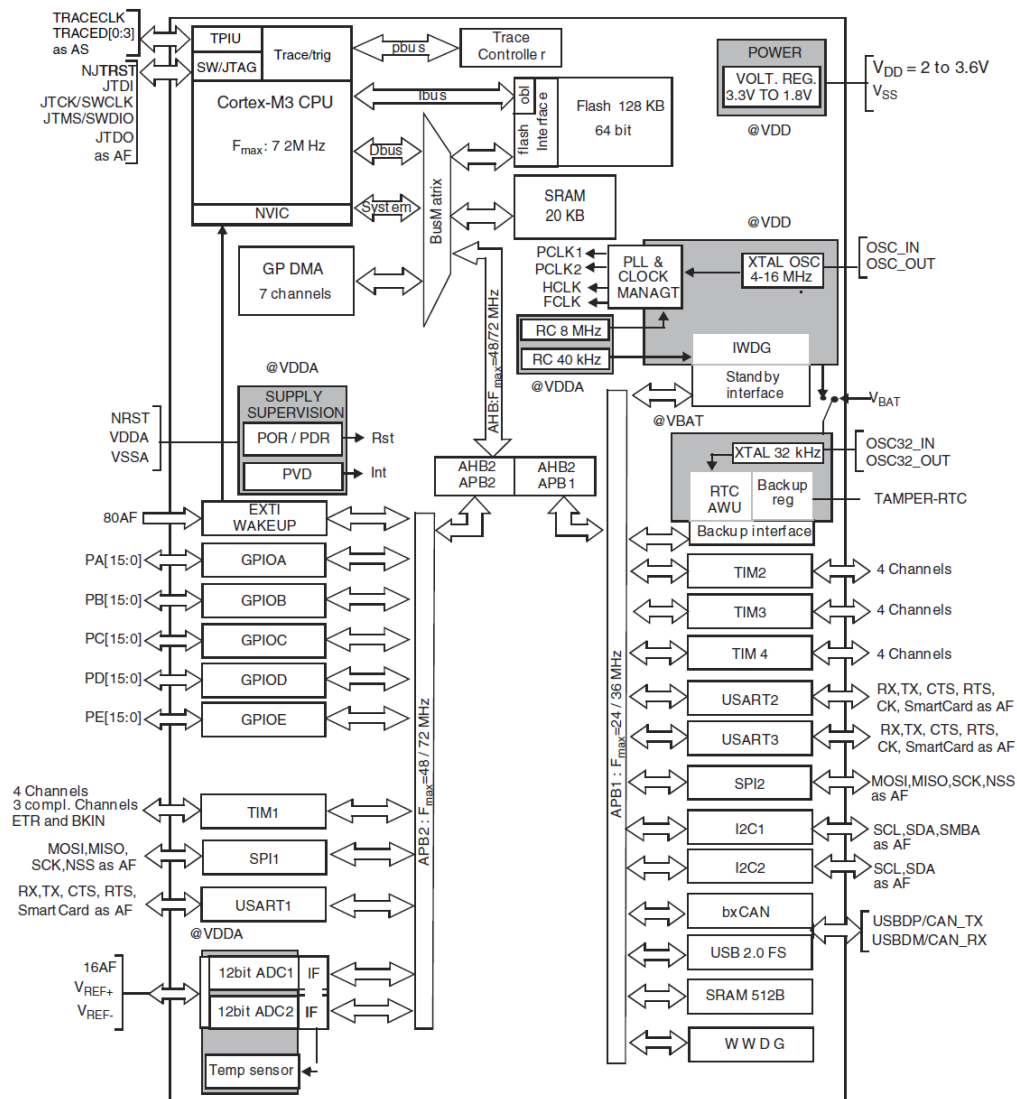 TRACECLK
TRACED[0:3]
as AS
NJTRST
JTDI
JTCK/SWCLK
JTMS/SWDIO
JTDO
as AF
TPIU
SW/JTAG
Trace/trig
Cortex-M3 CPU
Fmax: 7 2M Hz
NVIC
pbus
Trace
Controller
Ibus
Dbus
System
BusMatrix
flash
obl
Interface
Flash 128 KB
64 bit
SRAM
20 KB
GP DMA
7 channels
POWER
VOLT. REG.
3.3V TO 1.8V
@VDD
VDD = 2 to 3.6V
VSS
@VDD
PCLK1
PCLK2
HCLK
FCLK
PLL &
CLOCK
MANAGT
XTAL OSC
4-16 MHz
OSC_IN
OSC_OUT
RC 8 MHz
RC 40 kHz
@VDDA
IWDG
Standby
interface
VBAT
@VBAT
XTAL 32 kHz
OSC32_IN
OSC32_OUT
RTC
AWU
Backup
reg
TAMPER-RTC
Backup interface
AHB:Fmax=48/72 MHz
@VDDA
SUPPLY
SUPERVISION
NRST
VDDA
VSSA
POR / PDR
Rst
PVD
Int
AHB2
APB2
AHB2
APB1
80AF
EXTI
WAKEUP
PA[15:0]
GPIOA
PB[15:0]
GPIOB
PC[15:0]
GPIOC
PD[15:0]
GPIOD
PE[15:0]
GPIOE
4 Channels
3 compl. Channels
ETR and BKIN
TIM1
MOSI,MISO,
SCK,NSS as AF
SPI1
RX,TX, CTS, RTS,
SmartCard as AF
USART1
@VDDA
16AF
VREF+
VREF-
12bit ADC1
IF
12bit ADC2
IF
Temp sensor
APB2 : Fmax=48 / 72 MHz
APB1 : Fmax=24 / 36 MHz
TIM2
4 Channels
TIM3
4 Channels
TIM 4
4 Channels
USART2
RX,TX, CTS, RTS,
CK, SmartCard as AF
USART3
RX,TX, CTS, RTS,
CK, SmartCard as AF
SPI2
MOSI,MISO,SCK,NSS
as AF
I2C1
SCL,SDA,SMBA
as AF
I2C2
SCL,SDA
as AF
bxCAN
USB 2.0 FS
USBDP/CAN_TX
USBDM/CAN_RX
SRAM 512B
W W D G